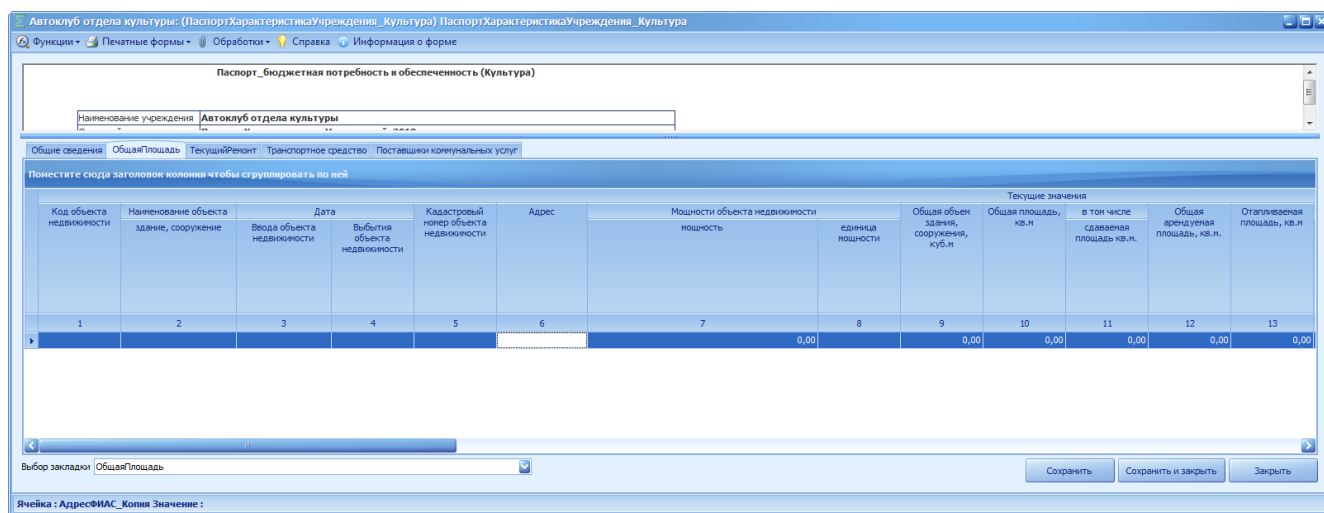 Автоклуб отдела культуры: (ПаспортХарактеристикаУчреждения_Культура) ПаспортХарактеристикаУчреждения_Культура
Функции Печатные формы Обработки Справка Информация о форме
Паспорт_бюджетная потребность и обеспеченность (Культура)
Наименование учреждения Автоклуб отдела культуры
Общие сведения ОбщаяПлощадь ТекущийРемонт Транспортное средство Поставщики коммунальных услуг
Поместите сюда заголовок колонки чтобы сгруппировать по ней
Текущие значения
Код объекта недвижимости
Наименование объекта
здание, сооружение
Дата
Ввода объекта недвижимости
Выбытия объекта недвижимости
Кадастровый номер объекта недвижимости
Адрес
Мощности объекта недвижимости
мощность
единица мощности
Общая объем здания, сооружения, куб.м
Общая площадь, кв.м
в том числе
сдаваемая площадь кв.м.
Общая арендуемая площадь, кв.м.
Отапливаемая площадь, кв.м
1 2 3 4 5 6 7 8 9 10 11 12 13
0,00 0,00 0,00 0,00 0,00 0,00
Выбор закладки ОбщаяПлощадь
Сохранить Сохранить и закрыть Закрыть
Ячейка : АдресФИАС_Копия Значение :